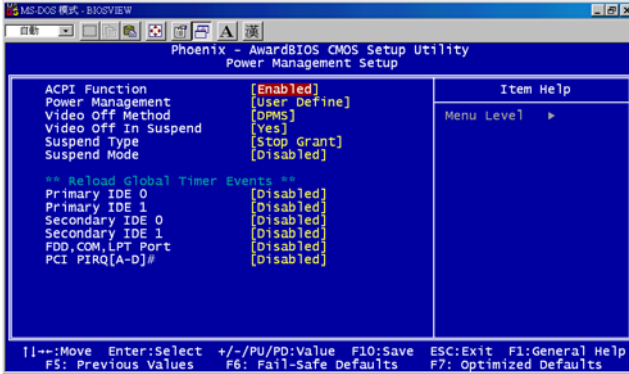 MS-DOS 模式 - BIOSVIEW
自動
A 漢
Phoenix - AwardBIOS CMOS Setup Utility
Power Management Setup
ACPI Function [Enabled]
Power Management [User Define]
Video Off Method [DPMS]
Video Off In Suspend [Yes]
Suspend Type [Stop Grant]
Suspend Mode [Disabled]
** Reload Global Timer Events **
Primary IDE 0 [Disabled]
Primary IDE 1 [Disabled]
Secondary IDE 0 [Disabled]
Secondary IDE 1 [Disabled]
FDD,COM,LPT Port [Disabled]
PCI PIRQ[A-D]# [Disabled]
Item Help
Menu Level ▶
↑↓→←:Move Enter:Select +/-/PU/PD:Value F10:Save ESC:Exit F1:General Help
F5: Previous Values F6: Fail-Safe Defaults F7: Optimized Defaults